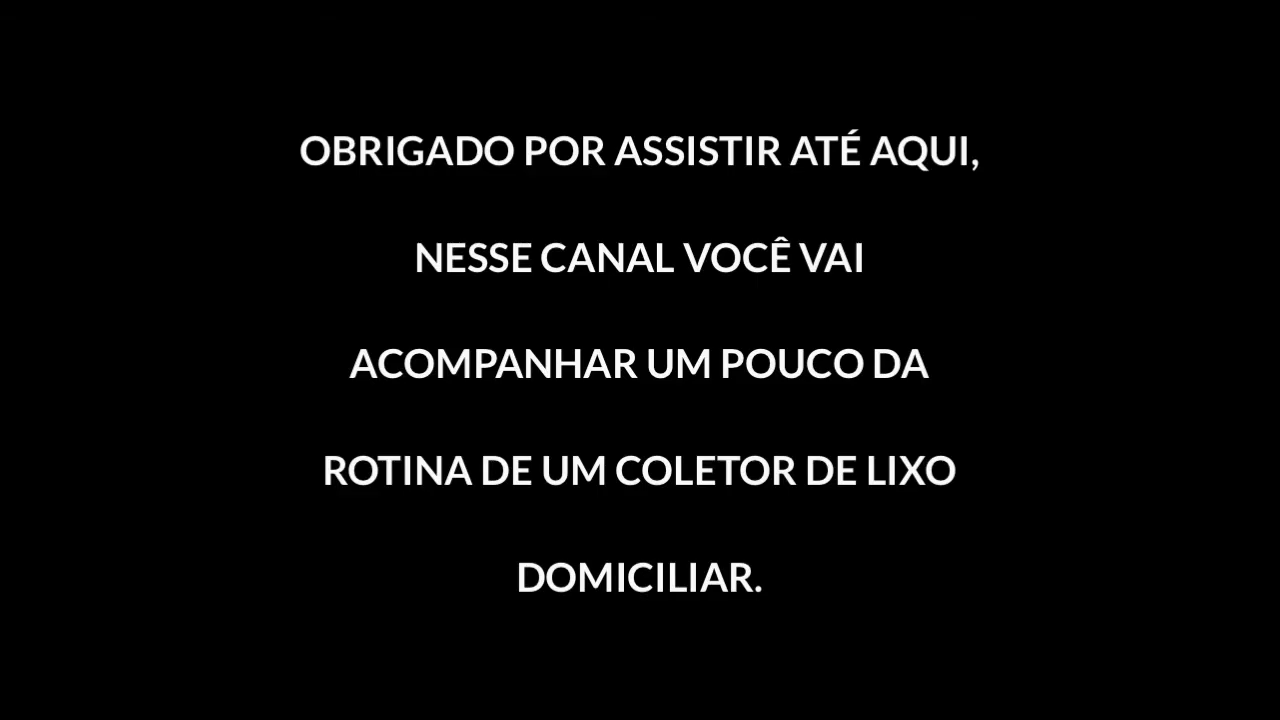 OBRIGADO POR ASSISTIR ATÉ AQUI,
NESSE CANAL VOCÊ VAI
ACOMPANHAR UM POUCO DA
ROTINA DE UM COLETOR DE LIXO
DOMICILIAR.